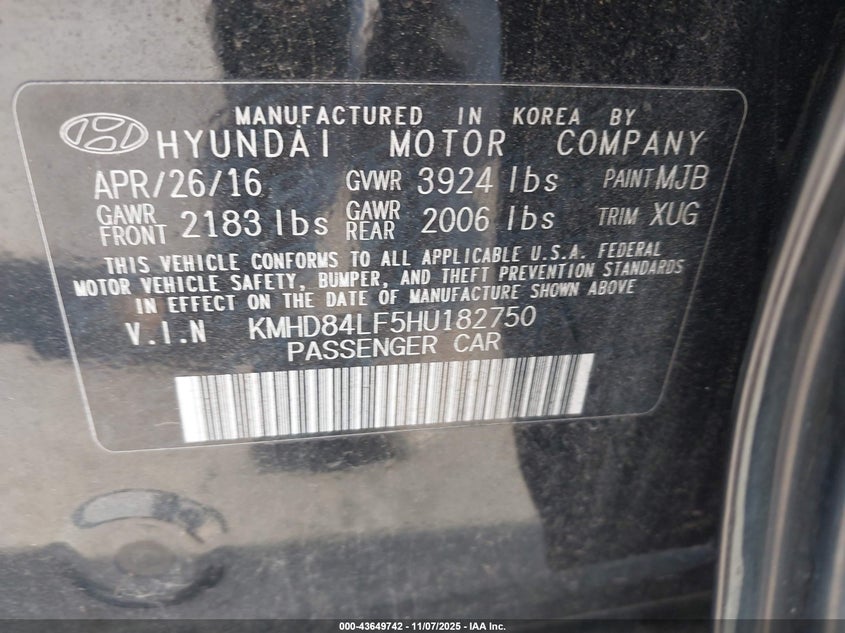 MANUFACTURED IN KOREA BY
HYUNDAI MOTOR COMPANY
APR/26/16 GVWR 3924 lbs PAINT MJB
GAWR FRONT 2183 lbs GAWR REAR 2006 lbs TRIM XUG
THIS VEHICLE CONFORMS TO ALL APPLICABLE U.S.A. FEDERAL
MOTOR VEHICLE SAFETY, BUMPER, AND THEFT PREVENTION STANDARDS
IN EFFECT ON THE DATE OF MANUFACTURE SHOWN ABOVE
V.I.N KMHD84LF5HU182750
PASSENGER CAR
000-43649742 - 11/07/2025 - IAA Inc.